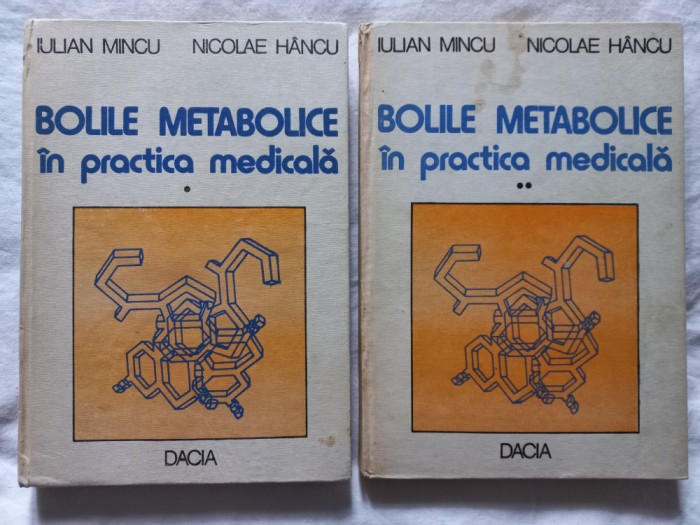 IULIAN MINCU NICOLAE HÂNCU
BOLILE METABOLICE
în practica medicală
•
DACIA
IULIAN MINCU NICOLAE HÂNCU
BOLILE METABOLICE
în practica medicală
••
DACIA